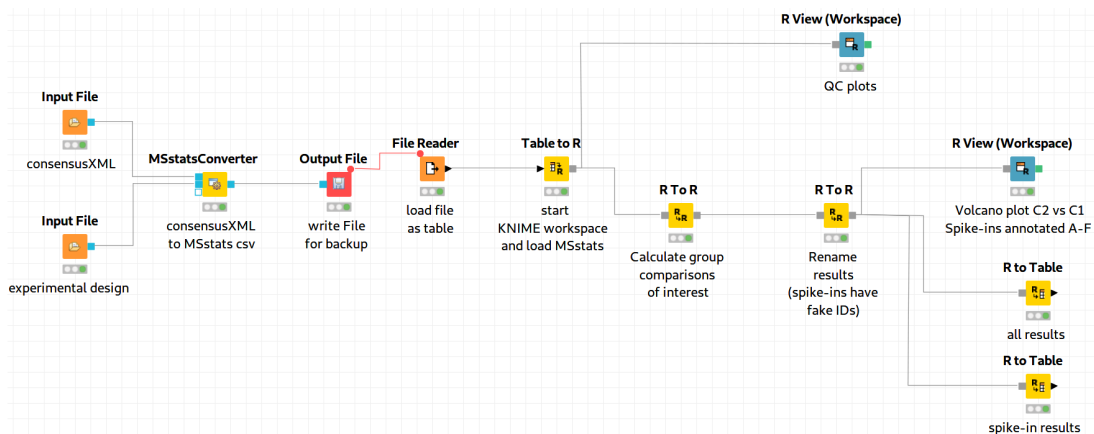 R View (Workspace)
QC plots
Input File
consensusXML
MSstatsConverter
consensusXML
to MSstats csv
Output File
write File
for backup
File Reader
load file
as table
Table to R
start
KNIME workspace
and load MSstats
R View (Workspace)
Volcano plot C2 vs C1
Spike-ins annotated A-F
R To R
Calculate group
comparisons
of interest
R To R
Rename
results
(spike-ins have
fake IDs)
Input File
experimental design
R to Table
all results
R to Table
spike-in results